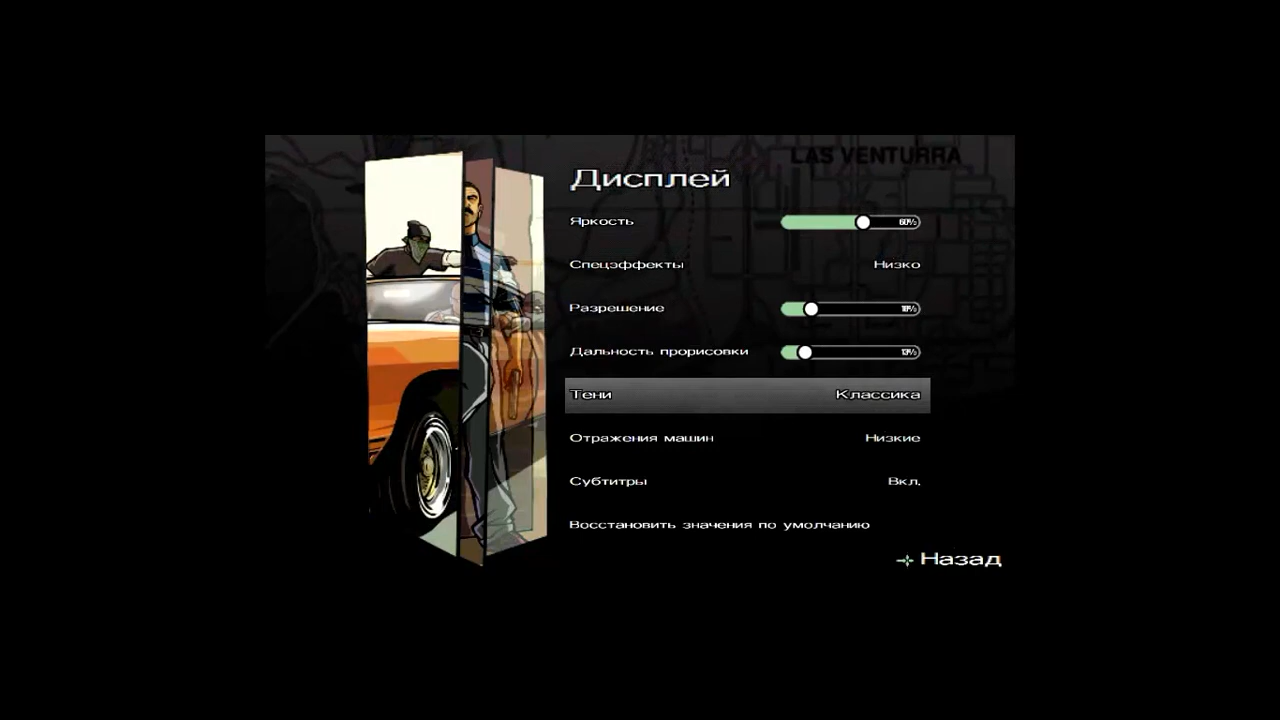 LAS VENTURRA
Дисплей
Яркость 60%
Спецэффекты Низко
Разрешение
Дальность прорисовки 13%
Тени Классика
Отражения машин Низкие
Субтитры Вкл.
Восстановить значения по умолчанию
Назад